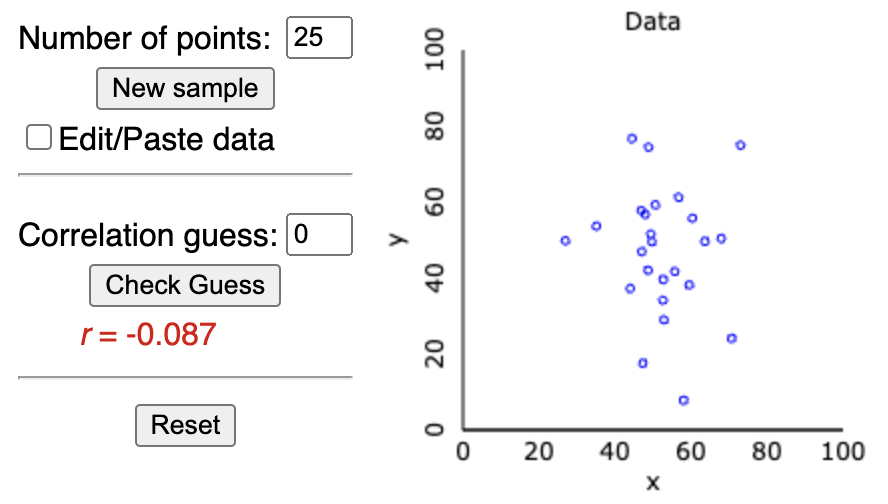 Number of points: 25
New sample
Edit/Paste data
Correlation guess: 0
Check Guess
r = -0.087
Reset
Data
100
80
60
40
20
0
y
0 20 40 60 80 100
x